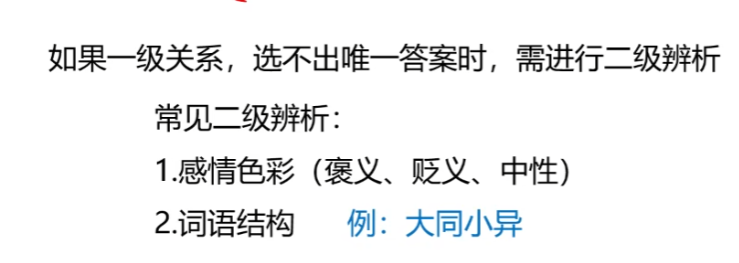 如果一级关系，选不出唯一答案时，需进行二级辨析
常见二级辨析：
1.感情色彩（褒义、贬义、中性）
2.词语结构 例：大同小异